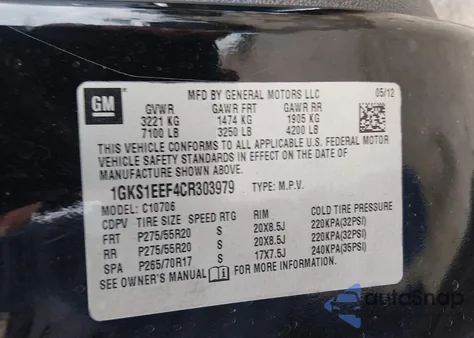 GM
MFD BY GENERAL MOTORS LLC 05/12
GVWR GAWR FRT GAWR RR
3221 KG 1474 KG 1905 KG
7100 LB 3250 LB 4200 LB
THIS VEHICLE CONFORMS TO ALL APPLICABLE U.S. FEDERAL MOTOR
VEHICLE SAFETY STANDARDS IN EFFECT ON THE DATE OF
MANUFACTURE SHOWN ABOVE.
1GKS1EEF4CR303979 TYPE: M.P.V.
MODEL: C10706
CDPV TIRE SIZE SPEED RTG RIM COLD TIRE PRESSURE
FRT P275/55R20 S 20X8.5J 220KPA(32PSI)
RR P275/55R20 S 20X8.5J 220KPA(32PSI)
SPA P265/70R17 S 17X7.5J 240KPA(35PSI)
SEE OWNER'S MANUAL FOR ADDITIONAL INFORMATION.
autoSnap